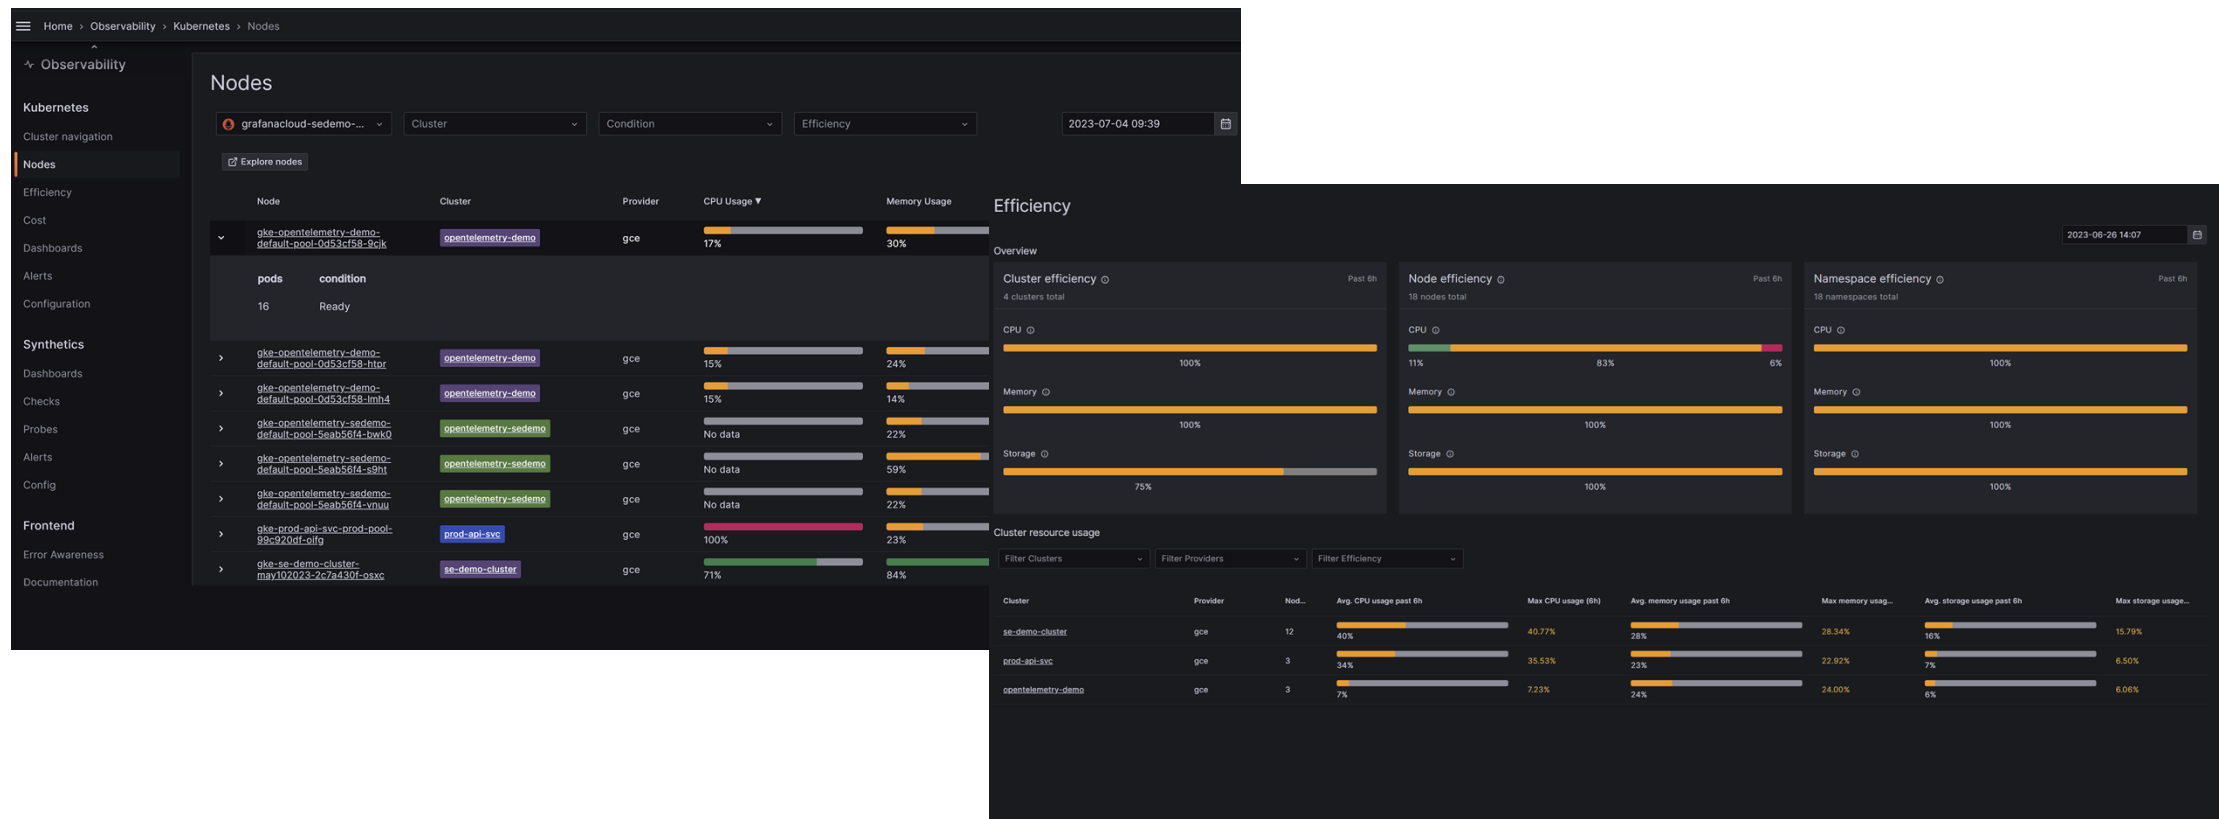 Home › Observability › Kubernetes › Nodes
Observability
Kubernetes
Cluster navigation
Nodes
Efficiency
Cost
Dashboards
Alerts
Configuration
Synthetics
Dashboards
Checks
Probes
Alerts
Config
Frontend
Error Awareness
Documentation
Nodes
grafanacloud-sedemo-... Cluster Condition Efficiency 2023-07-04 09:39
Explore nodes
Node Cluster Provider CPU Usage ▼ Memory Usage
gke-opentelemetry-demo-
default-pool-0d53cf58-9cjk opentelemetry-demo gce 17% 30%
pods condition
16 Ready
gke-opentelemetry-demo-
default-pool-0d53cf58-htpr opentelemetry-demo gce 15% 24%
gke-opentelemetry-demo-
default-pool-0d53cf58-lmh4 opentelemetry-demo gce 15% 14%
gke-opentelemetry-sedemo-
default-pool-5eab56f4-bwk0 opentelemetry-sedemo gce No data 22%
gke-opentelemetry-sedemo-
default-pool-5eab56f4-s9ht opentelemetry-sedemo gce No data 59%
gke-opentelemetry-sedemo-
default-pool-5eab56f4-vnuu opentelemetry-sedemo gce No data 22%
gke-prod-api-svc-prod-pool-
99c920df-oifg prod-api-svc gce 100% 23%
gke-se-demo-cluster-
may102023-2c7a430f-osxc se-demo-cluster gce 71% 84%
Efficiency
2023-06-26 14:07
Overview
Cluster efficiency Past 6h
4 clusters total
CPU
100%
Memory
100%
Storage
75%
Node efficiency Past 6h
18 nodes total
CPU
11% 83% 6%
Memory
100%
Storage
100%
Namespace efficiency Past 6h
18 namespaces total
CPU
100%
Memory
100%
Storage
100%
Cluster resource usage
Filter Clusters Filter Providers Filter Efficiency
Cluster Provider Nod... Avg. CPU usage past 6h Max CPU usage (6h) Avg. memory usage past 6h Max memory usag... Avg. storage usage past 6h Max storage usage...
se-demo-cluster gce 12 40% 40.77% 28% 28.34% 16% 15.79%
prod-api-svc gce 3 34% 35.53% 23% 22.92% 7% 6.50%
opentelemetry-demo gce 3 7% 7.23% 24% 24.00% 6% 6.06%